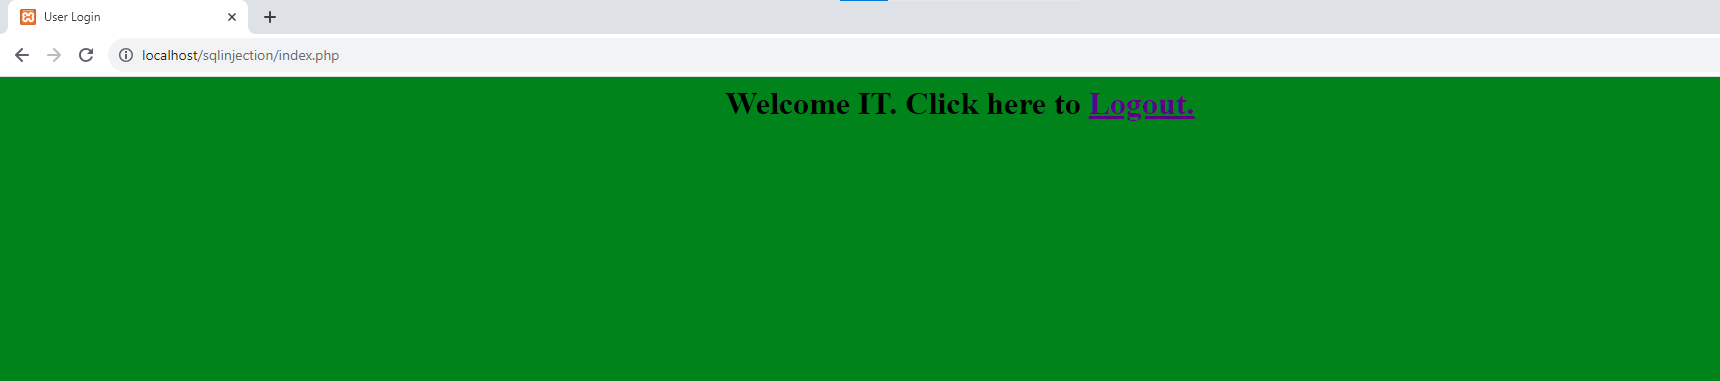 User Login
localhost/sqlinjection/index.php
Welcome IT. Click here to Logout.